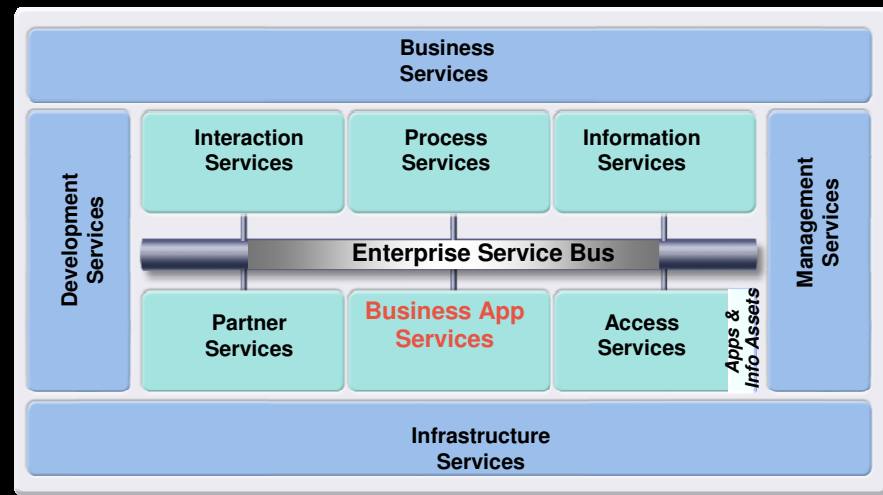 Business
Services
Interaction
Services
Process
Services
Information
Services
Development
Services
Management
Services
Enterprise Service Bus
Partner
Services
Business App
Services
Access
Services
Apps &
Info Assets
Infrastructure
Services